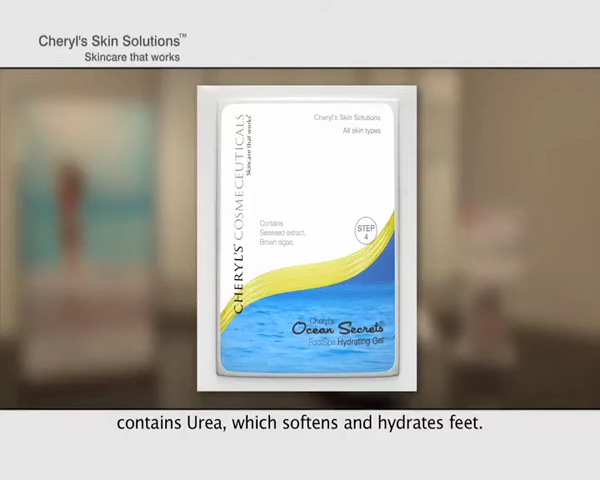 Cheryl's Skin Solutions™
Skincare that works
CHERYL'S COSMECEUTICALS
Skincare that works
Cheryl's Skin Solutions
All skin types
Contains
Seaweed extract,
Brown algae.
STEP
4
Cheryl's
Ocean Secrets
FootSpa Hydrating Gel
contains Urea, which softens and hydrates feet.